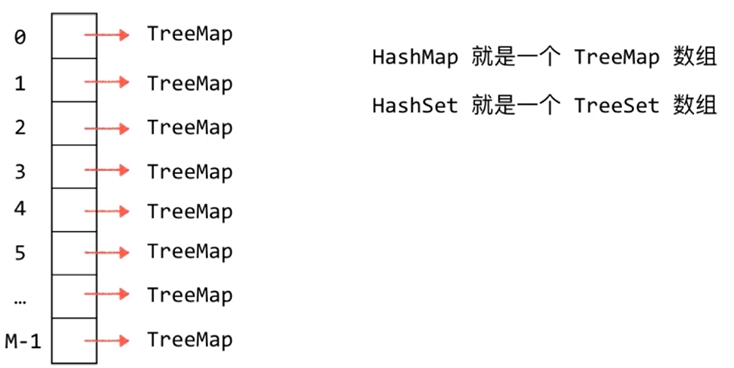 0 TreeMap
HashMap 就是一个 TreeMap 数组
1 TreeMap
HashSet 就是一个 TreeSet 数组
2 TreeMap
3 TreeMap
4 TreeMap
5 TreeMap
… TreeMap
M-1 TreeMap